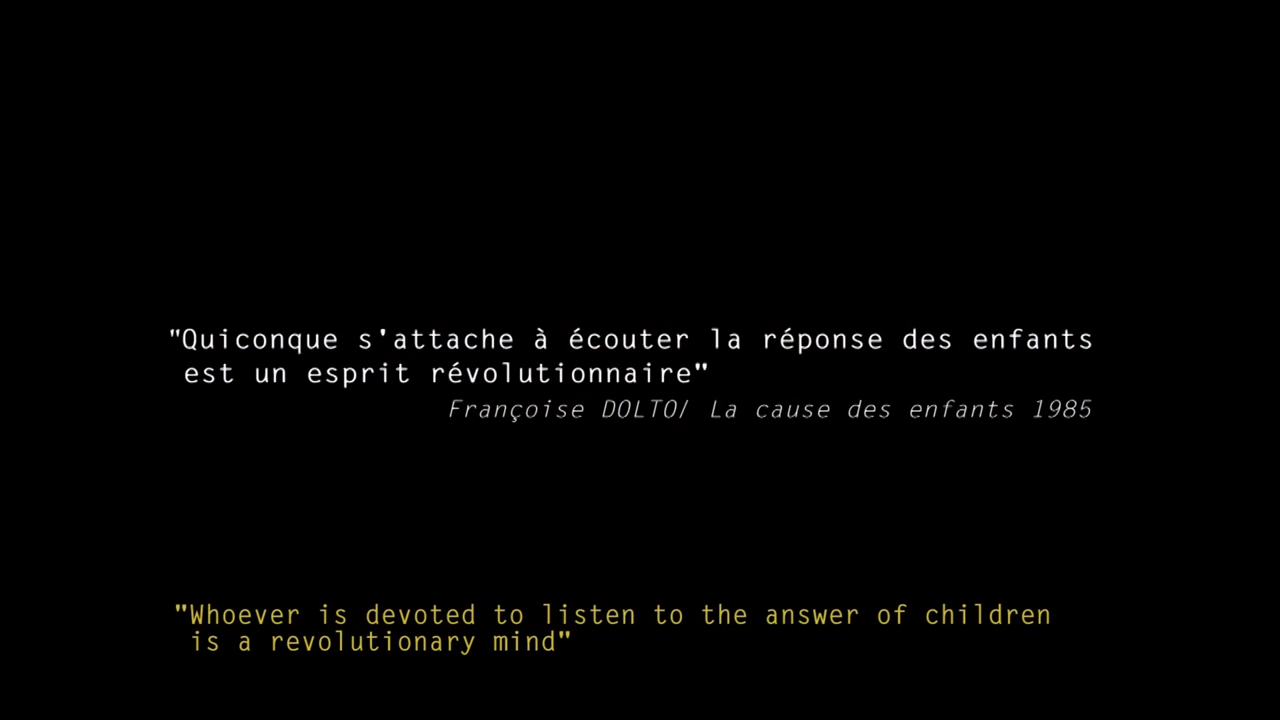 "Quiconque s'attache à écouter la réponse des enfants
est un esprit révolutionnaire"
Françoise DOLTO/ La cause des enfants 1985
"Whoever is devoted to listen to the answer of children
is a revolutionary mind"